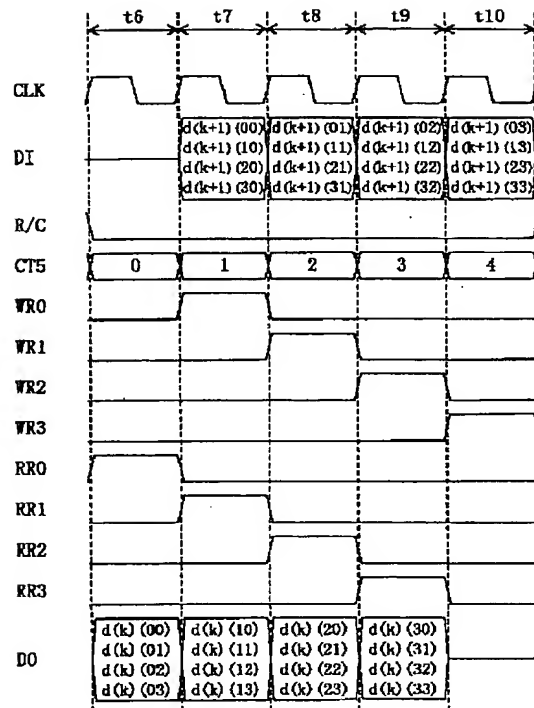 t6 t7 t8 t9 t10
CLK
d(k+1) (00) d(k+1) (01) d(k+1) (02) d(k+1) (03)
d(k+1) (10) d(k+1) (11) d(k+1) (12) d(k+1) (13)
DI
d(k+1) (20) d(k+1) (21) d(k+1) (22) d(k+1) (23)
d(k+1) (30) d(k+1) (31) d(k+1) (32) d(k+1) (33)
R/C
CT5 0 1 2 3 4
WR0
WR1
WR2
WR3
RR0
RR1
RR2
RR3
d(k) (00) d(k) (10) d(k) (20) d(k) (30)
d(k) (01) d(k) (11) d(k) (21) d(k) (31)
DO
d(k) (02) d(k) (12) d(k) (22) d(k) (32)
d(k) (03) d(k) (13) d(k) (23) d(k) (33)